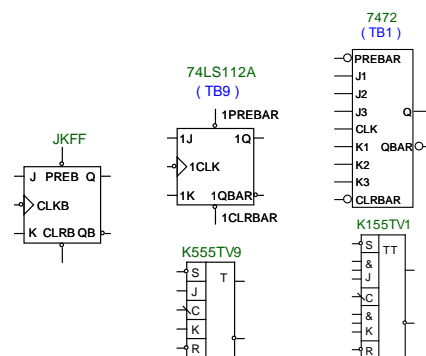 7472
( TB1 )
PREBAR
J1
J2
J3 Q
CLK
K1 QBAR
K2
K3
CLRBAR
74LS112A
( TB9 )
1PREBAR
1J 1Q
1CLK
1K 1QBAR
1CLRBAR
JKFF
J PREB Q
CLKB
K CLRB QB
K555TV9
S T
J
C
K
R
K155TV1
S TT
&
J
C
&
K
R